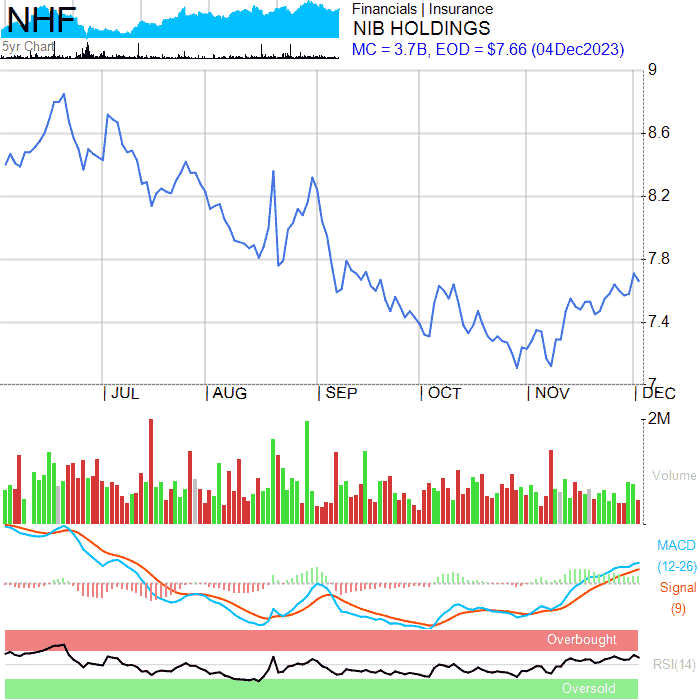 NHF
Financials | Insurance
NIB HOLDINGS
5yr Chart
MC = 3.7B, EOD = $7.66 (04Dec2023)
9
8.6
8.2
7.8
7.4
7
JUL AUG SEP OCT NOV DEC
2M
Volume
MACD
(12-26)
Signal
(9)
Overbought
RSI(14)
Oversold